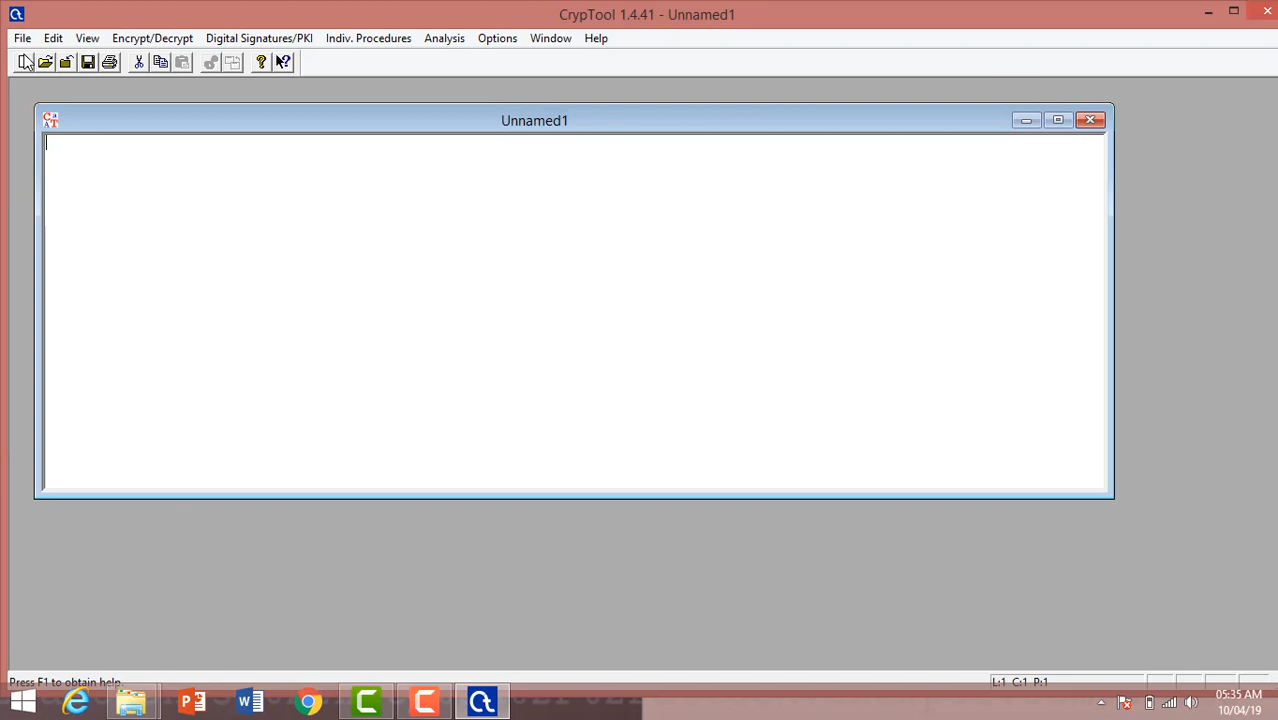 CrypTool 1.4.41 - Unnamed1
File Edit View Encrypt/Decrypt Digital Signatures/PKI Indiv. Procedures Analysis Options Window Help
Unnamed1
Press F1 to obtain help.
L:1 C:1 P:1
05:35 AM
10/04/19